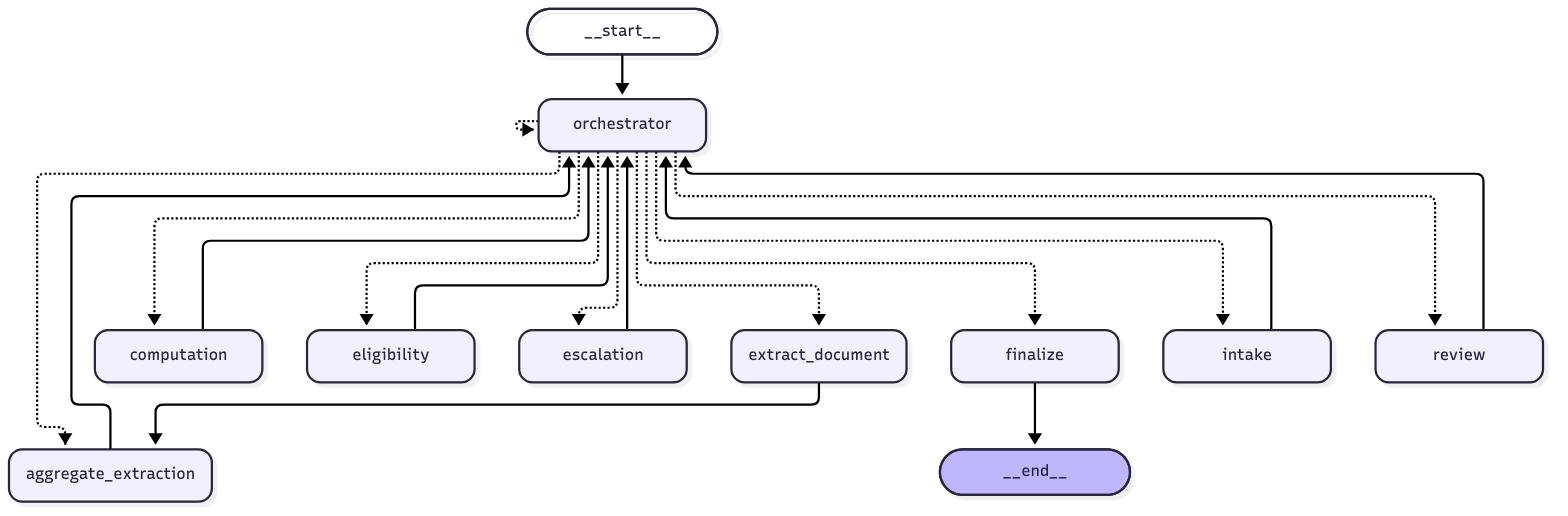 __start__
orchestrator
computation
eligibility
escalation
extract_document
finalize
intake
review
aggregate_extraction
__end__